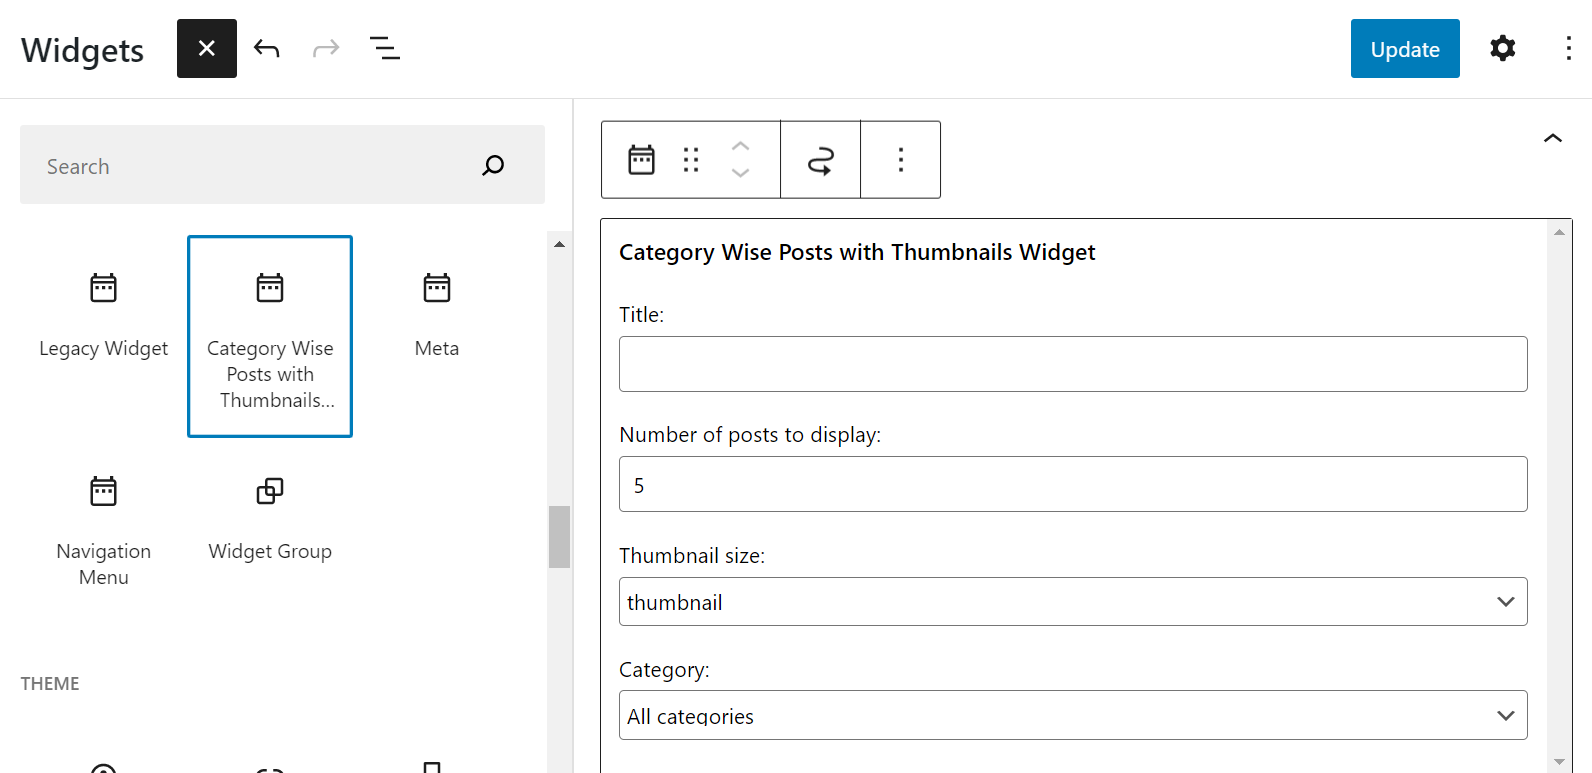 Widgets
Update
Search
Legacy Widget
Category Wise
Posts with
Thumbnails...
Meta
Navigation
Menu
Widget Group
THEME
Category Wise Posts with Thumbnails Widget
Title:
Number of posts to display:
5
Thumbnail size:
thumbnail
Category:
All categories